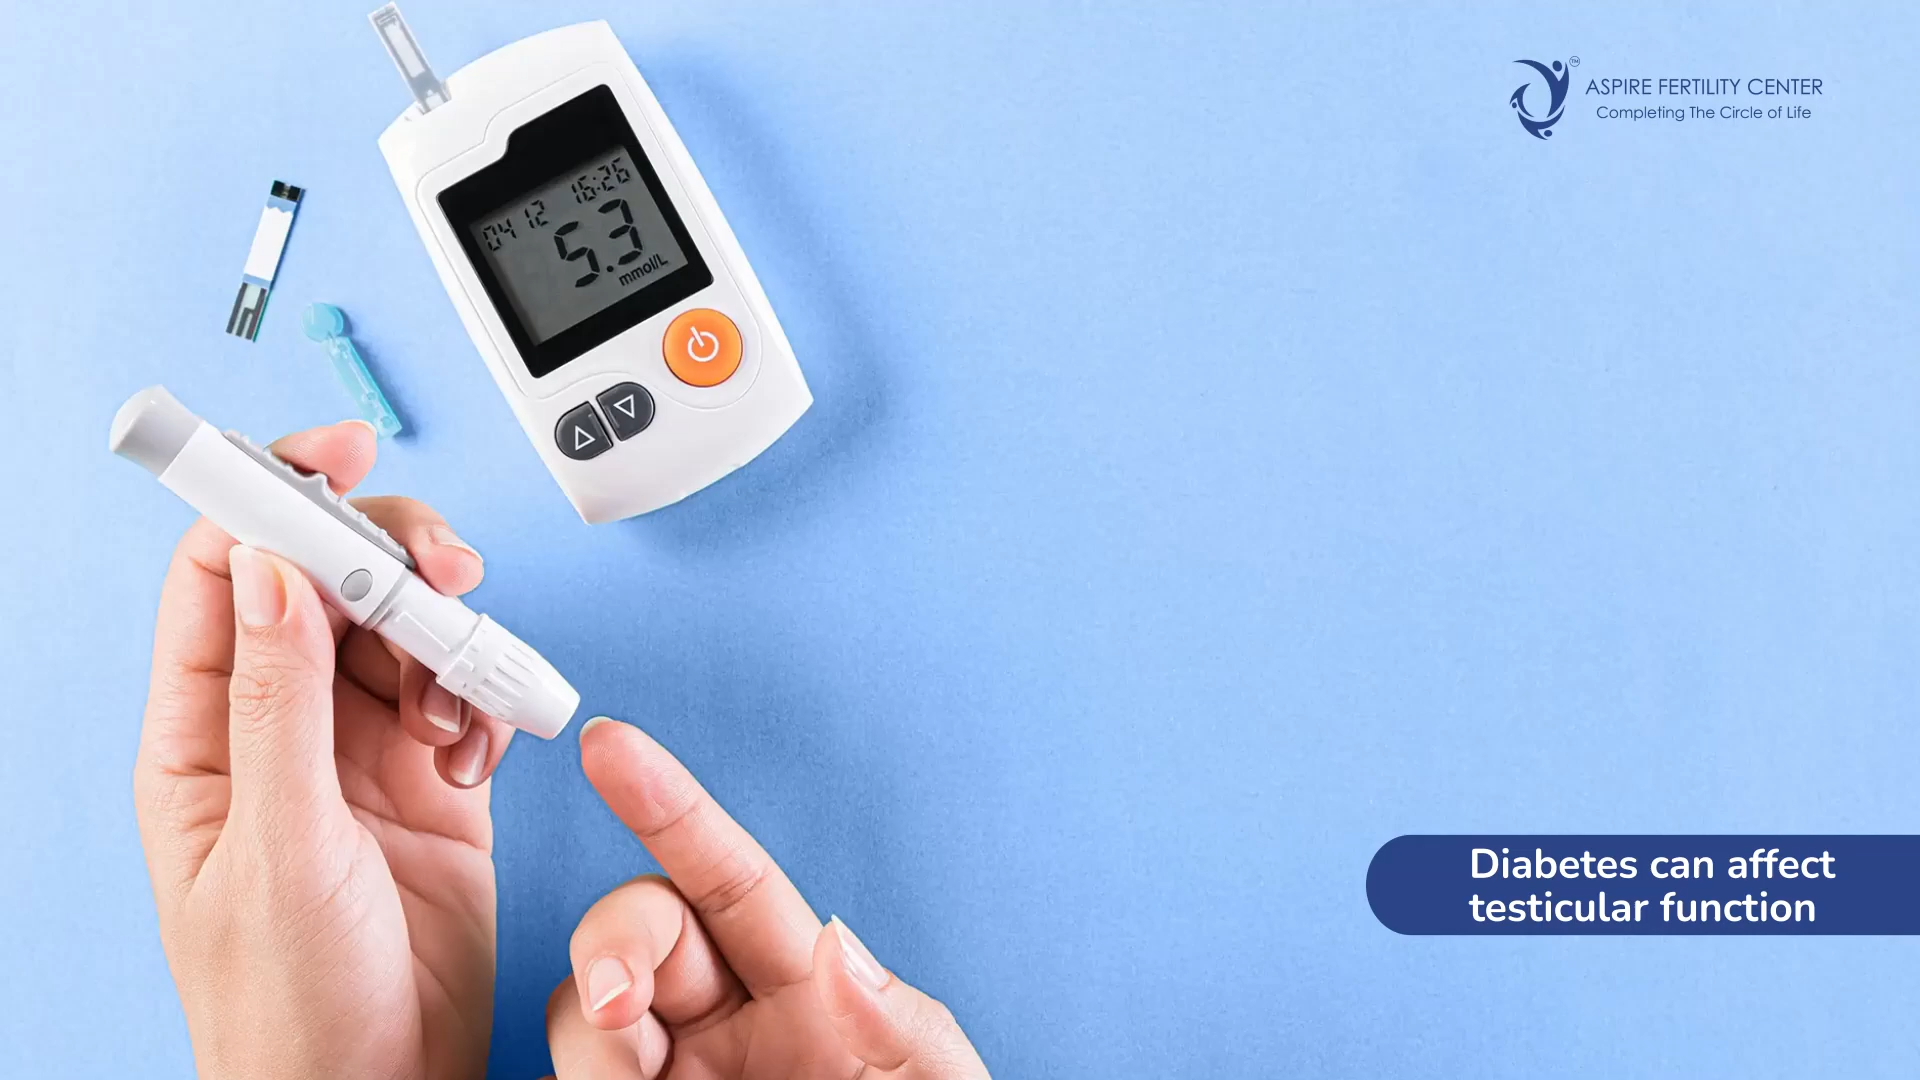 TM
ASPIRE FERTILITY CENTER
Completing The Circle of Life
04 12 16:26
5.3
mmol/L
Diabetes can affect
testicular function